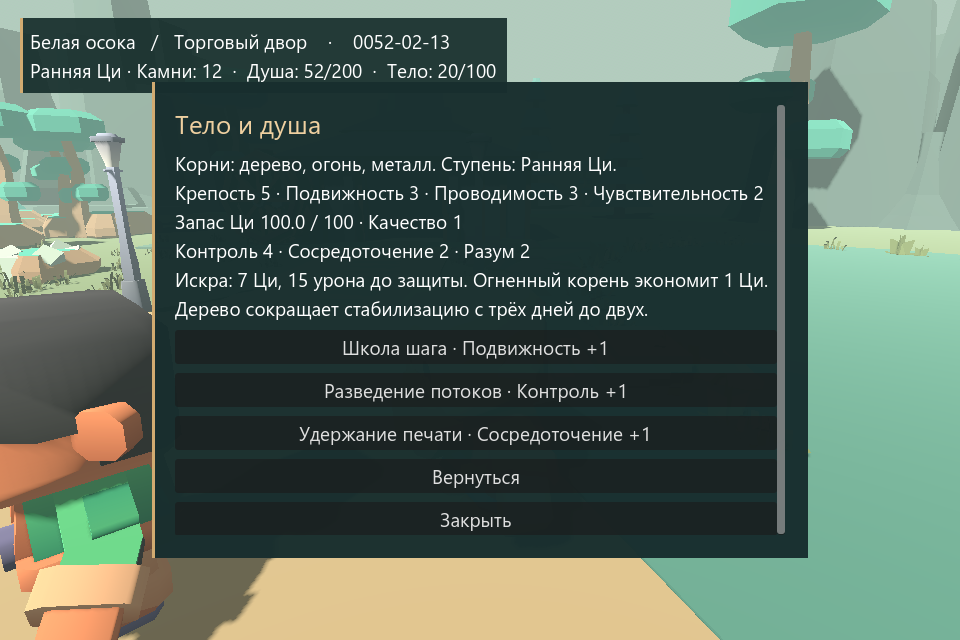 Белая осока / Торговый двор · 0052-02-13
Ранняя Ци · Камни: 12 · Душа: 52/200 · Тело: 20/100
Тело и душа
Корни: дерево, огонь, металл. Ступень: Ранняя Ци.
Крепость 5 · Подвижность 3 · Проводимость 3 · Чувствительность 2
Запас Ци 100.0 / 100 · Качество 1
Контроль 4 · Сосредоточение 2 · Разум 2
Искра: 7 Ци, 15 урона до защиты. Огненный корень экономит 1 Ци.
Дерево сокращает стабилизацию с трёх дней до двух.
Школа шага · Подвижность +1
Разведение потоков · Контроль +1
Удержание печати · Сосредоточение +1
Вернуться
Закрыть